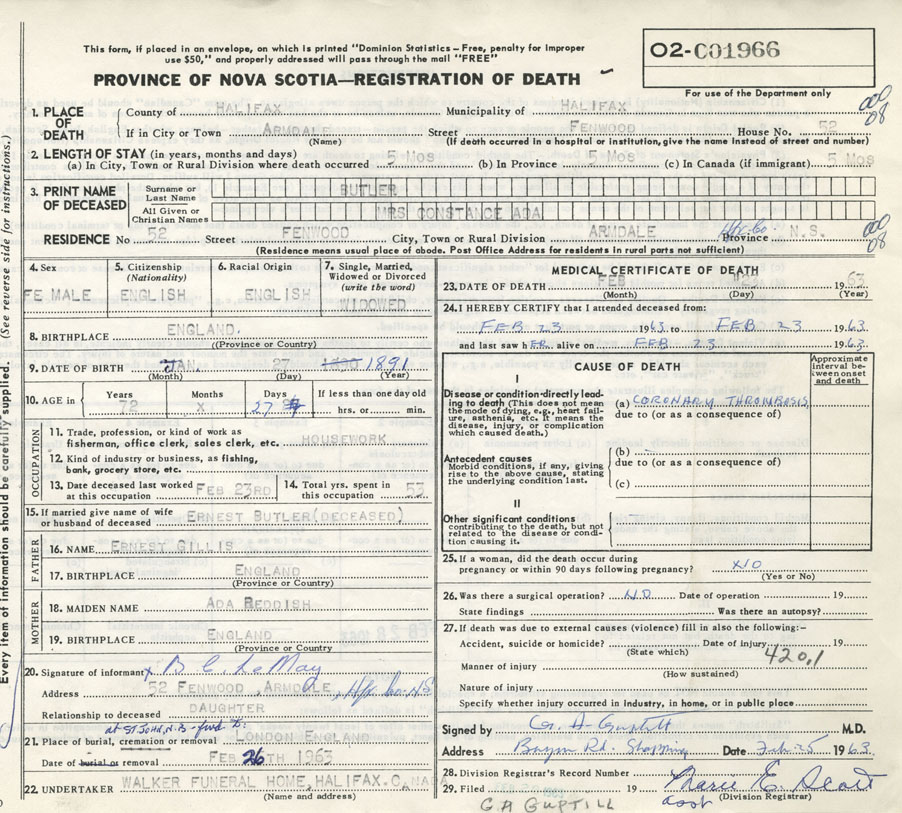 This form, if placed in an envelope, on which is printed "Dominion Statistics — Free, penalty for improper
use $50," and properly addressed will pass through the mail "FREE"
PROVINCE OF NOVA SCOTIA—REGISTRATION OF DEATH
O2-C01966
For use of the Department only
1. PLACE OF DEATH
County of HALIFAX Municipality of HALIFAX
If in City or Town ARMDALE Street FENWOOD House No. 52
(Name) (If death occurred in a hospital or institution, give the name instead of street and number)
2. LENGTH OF STAY (in years, months and days)
(a) In City, Town or Rural Division where death occurred 5 Mos (b) In Province 5 Mos (c) In Canada (if immigrant) 5 Mos
3. PRINT NAME OF DECEASED
Surname or Last Name BUTLER
All Given or Christian Names MRS CONSTANCE ADA
RESIDENCE No 52 Street FENWOOD City, Town or Rural Division ARMDALE Hfx. Co Province N.S.
(Residence means usual place of abode. Post Office Address for residents in rural parts not sufficient)
4. Sex
FEMALE
5. Citizenship (Nationality)
ENGLISH
6. Racial Origin
ENGLISH
7. Single, Married, Widowed or Divorced (write the word)
WIDOWED
8. BIRTHPLACE ENGLAND.
((Province or Country)
9. DATE OF BIRTH JAN. 27 1890 1891
(Month) (Day) (Year)
10. AGE in
Years Months Days If less than one day old
72 X 27 hrs. or min.
OCCUPATION
11. Trade, profession, or kind of work as
fisherman, office clerk, sales clerk, etc. HOUSEWORK
12. Kind of industry or business, as fishing,
bank, grocery store, etc.
13. Date deceased last worked at this occupation FEB 23RD
14. Total yrs. spent in this occupation 53
15. If married give name of wife or husband of deceased ERNEST BUTLER(DECEASED)
FATHER
16. NAME ERNEST GILLIS
17. BIRTHPLACE ENGLAND
(Province or Country)
MOTHER
18. MAIDEN NAME ADA REDDISH
19. BIRTHPLACE ENGLAND
(Province or Country
20. Signature of informant x B C LeMay
Address 52 FENWOOD, ARMDALE, Hfx Co. NS
Relationship to deceased DAUGHTER
at ST JOHN, N.B - fwd to:
21. Place of burial, cremation or removal LONDON ENGLAND
Date of burial or removal FEB 26TH 1963
22. UNDERTAKER WALKER FUNERAL HOME, HALIFAX. CANADA
(Name and address)
MEDICAL CERTIFICATE OF DEATH
23. DATE OF DEATH FEB 23 1963
(Month) (Day) (Year)
24. I HEREBY CERTIFY that I attended deceased from:
FEB 23 1963 to FEB 23 1963
and last saw hER alive on FEB 23 1963
CAUSE OF DEATH
Approximate interval between onset and death
I
Disease or condition directly leading to death (This does not mean
the mode of dying, e.g., heart failure, asthenia, etc. It means the
disease, injury, or complication which caused death.)
(a) CORONARY THROMBOSIS
due to (or as a consequence of)
Antecedent causes
Morbid conditions, if any, giving
rise to the above cause, stating
the underlying condition last.
(b)
due to (or as a consequence of)
(c)
II
Other significant conditions
contributing to the death, but not
related to the disease or condition causing it.
25. If a woman, did the death occur during
pregnancy or within 90 days following pregnancy? NO
(Yes or No)
26. Was there a surgical operation? NO Date of operation 19
State findings Was there an autopsy?
27. If death was due to external causes (violence) fill in also the following:-
Accident, suicide or homicide? Date of injury 19
(State which)
420,1
Manner of injury
(How sustained)
Nature of injury
Specify whether injury occurred in industry, in home, or in public place
Signed by G. A Guptill M.D.
Address Rd. Date Feb. 25 1963
28. Division Registrar's Record Number
29. Filed 19 Marie E. Scott
(Division Registrar)
GA GUPTILL
asst
(See reverse side for instructions.)
Every item of information should be carefully supplied.